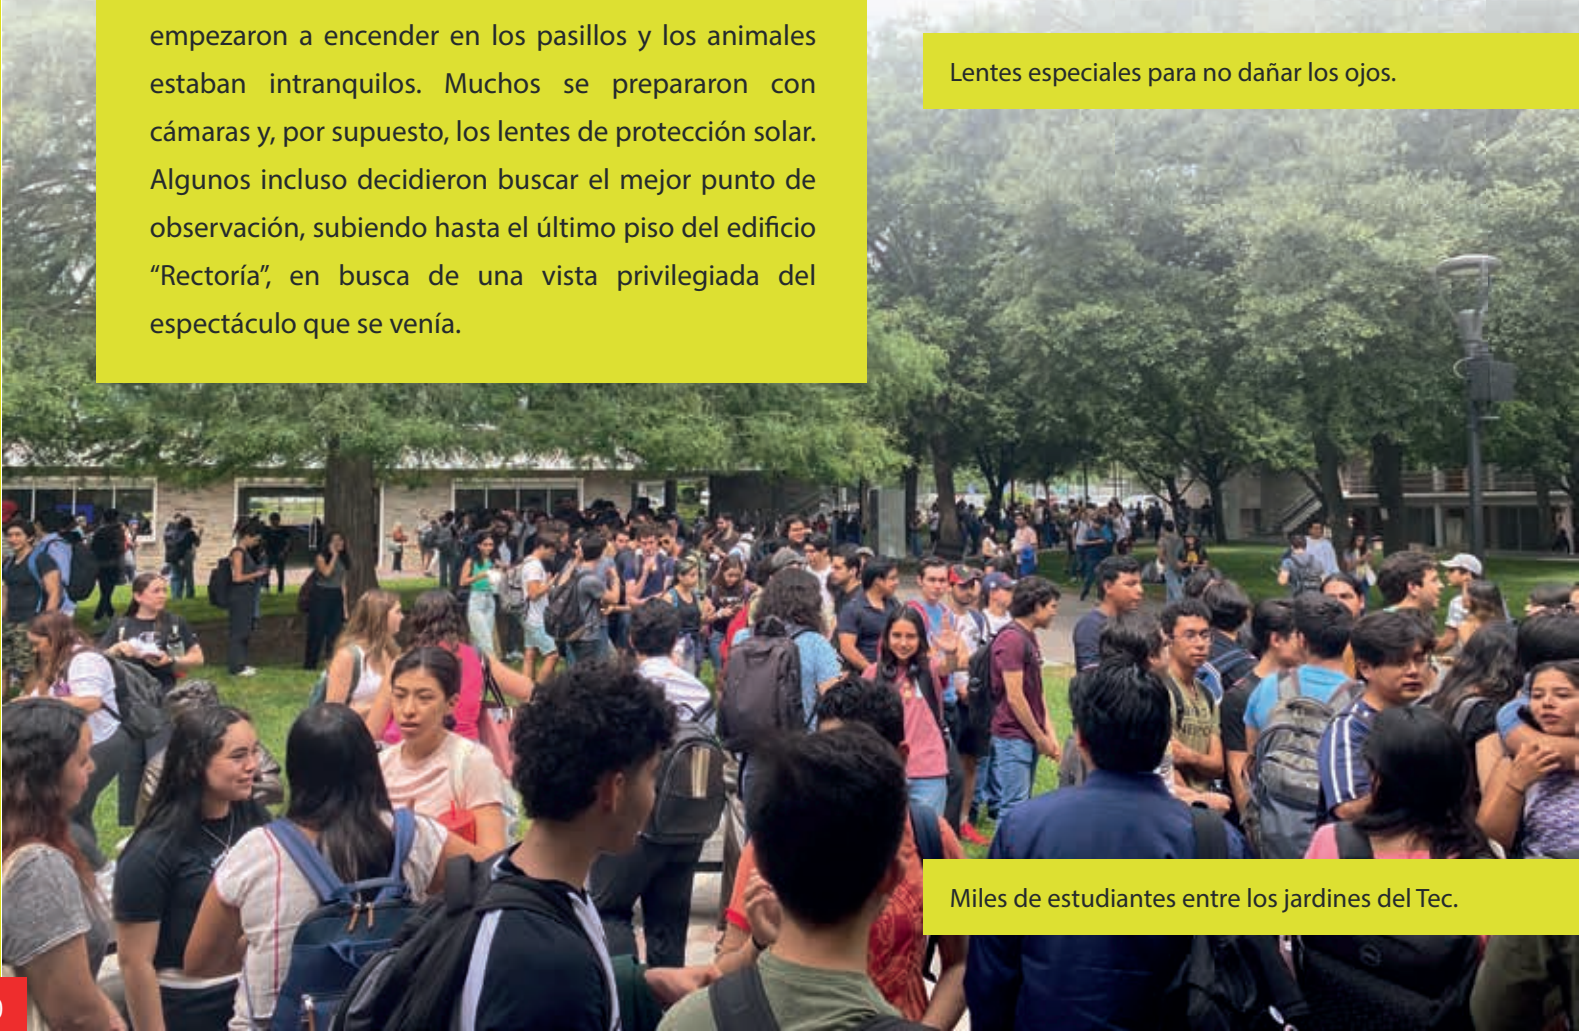 empezaron a encender en los pasillos y los animales
estaban intranquilos. Muchos se prepararon con
cámaras y, por supuesto, los lentes de protección solar.
Algunos incluso decidieron buscar el mejor punto de
observación, subiendo hasta el último piso del edificio
“Rectoría”, en busca de una vista privilegiada del
espectáculo que se venía.
Lentes especiales para no dañar los ojos.
Miles de estudiantes entre los jardines del Tec.